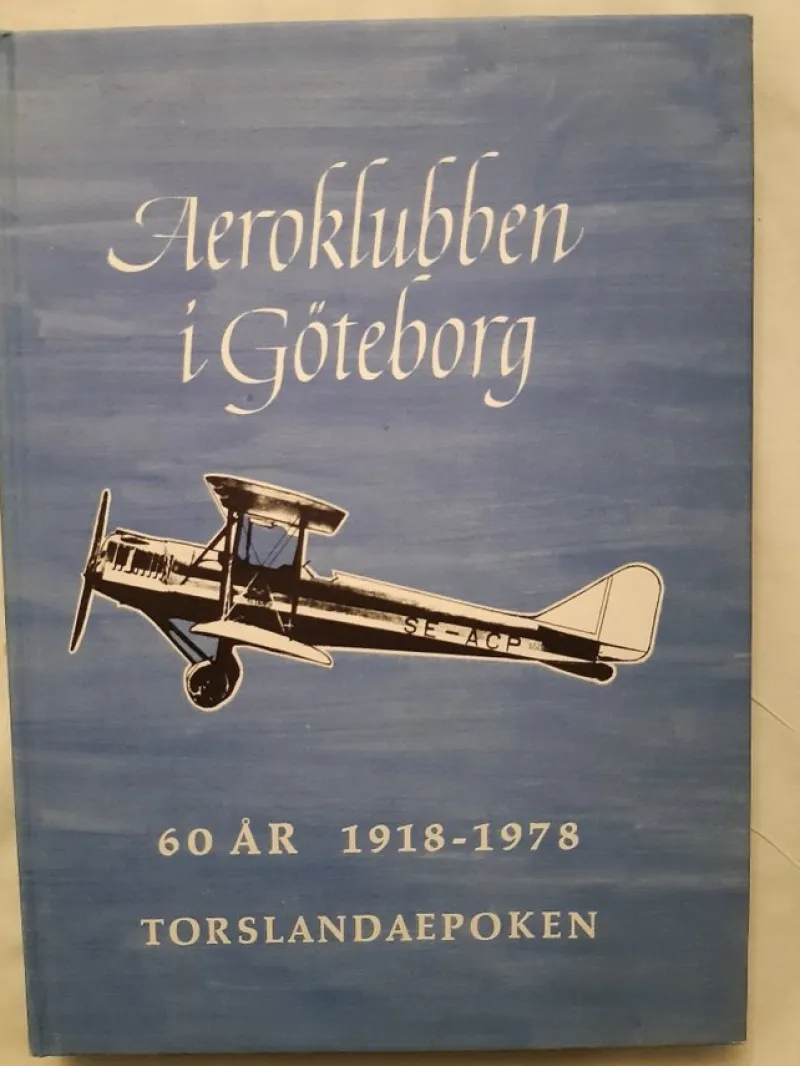 Aeroklubben
i Göteborg
SE-ACP
60 ÅR 1918-1978
TORSLANDAEPOKEN